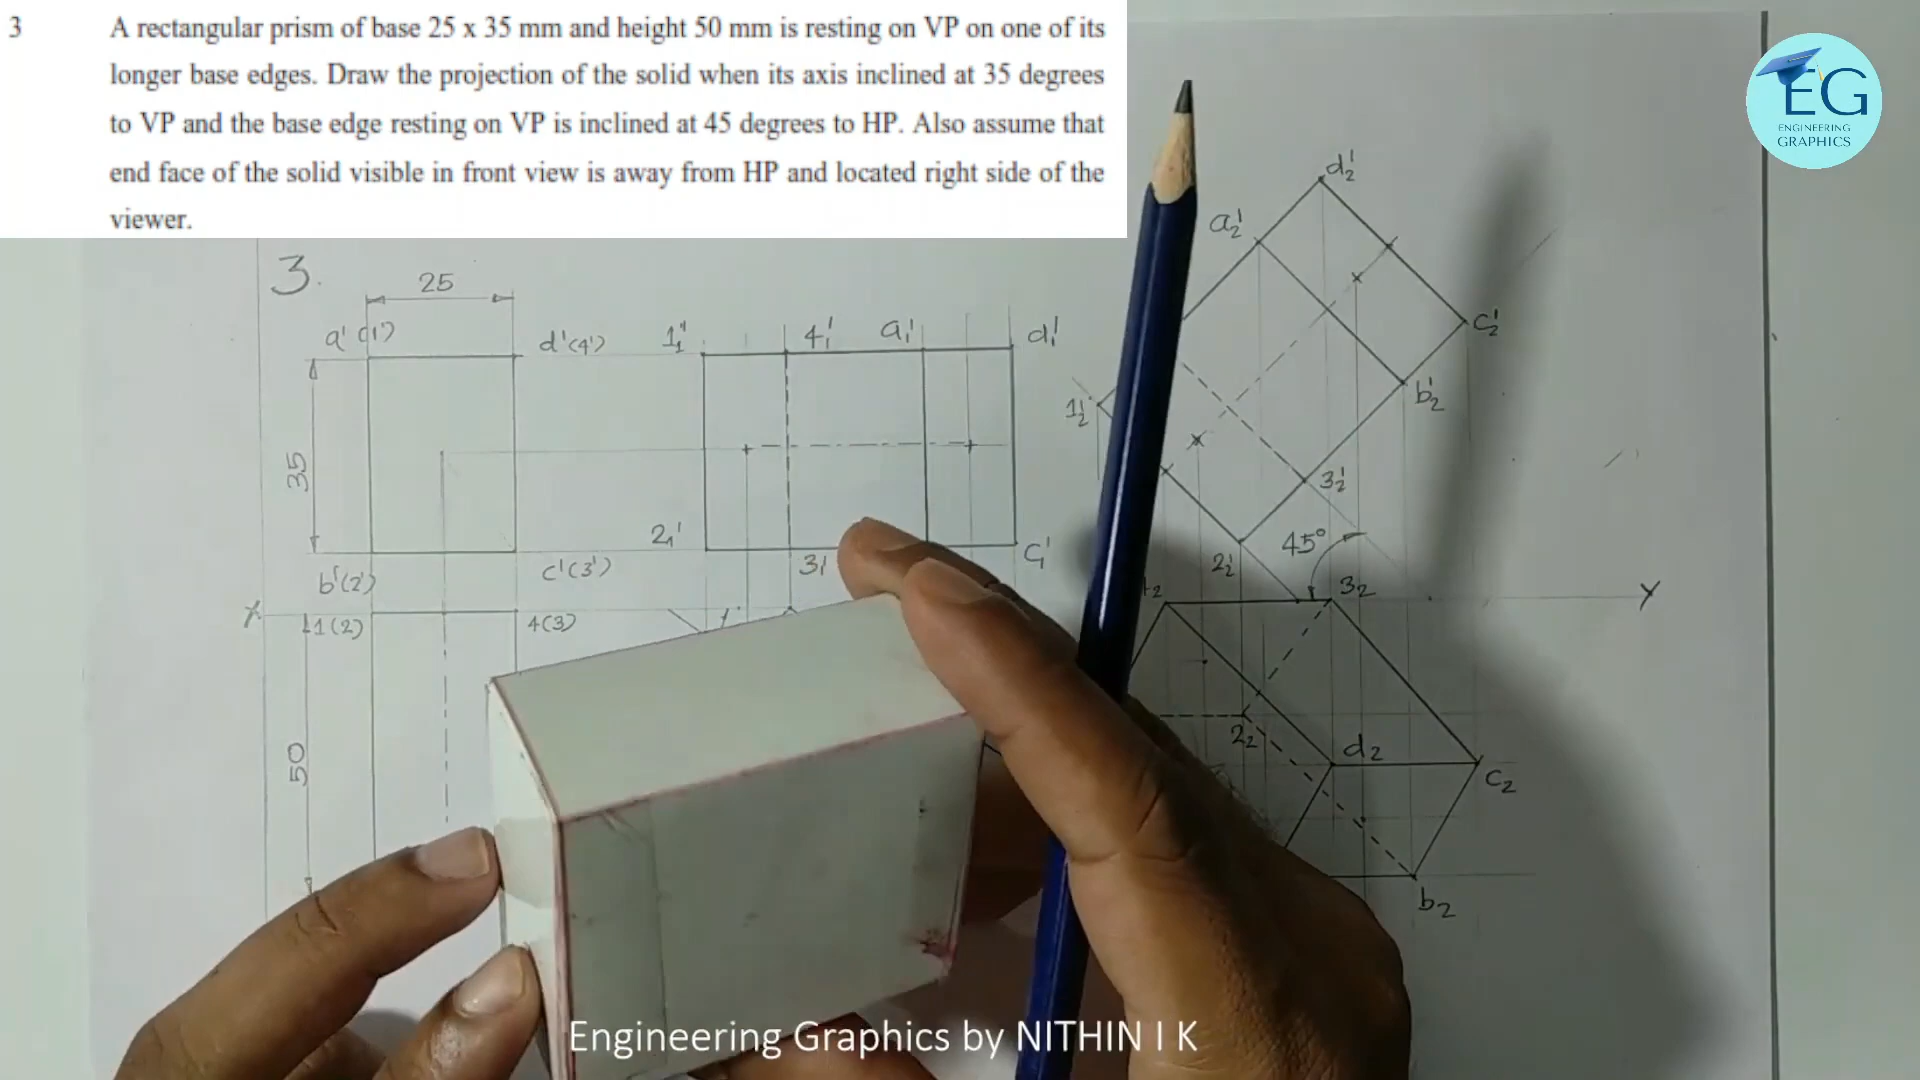 3 A rectangular prism of base 25 x 35 mm and height 50 mm is resting on VP on one of its
longer base edges. Draw the projection of the solid when its axis inclined at 35 degrees
to VP and the base edge resting on VP is inclined at 45 degrees to HP. Also assume that
end face of the solid visible in front view is away from HP and located right side of the
viewer.
EG
ENGINEERING
GRAPHICS
3.
25
a' (1')
d'(4')
1₁'
4₁'
a₁'
d₁'
d₂'
a₂'
c₂'
b₂'
1₂'
35
3₂'
2₁'
3₁'
c₁'
2₂'
45°
b'(2')
c'(3')
X
1(2)
4(3)
3₂
Y
50
2₂
d₂
c₂
b₂
Engineering Graphics by NITHIN I K